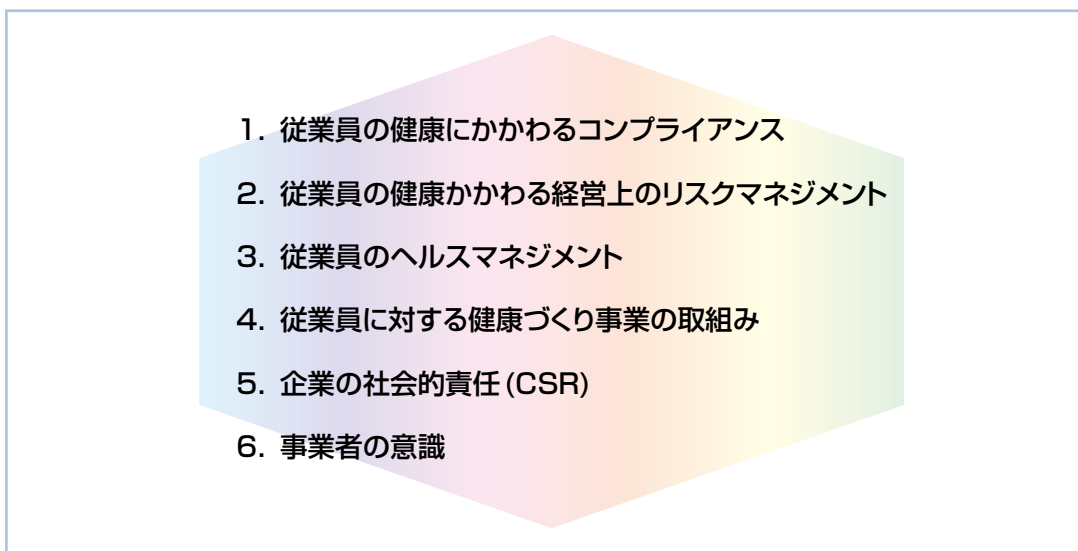 1. 従業員の健康にかかわるコンプライアンス
2. 従業員の健康かかわる経営上のリスクマネジメント
3. 従業員のヘルスマネジメント
4. 従業員に対する健康づくり事業の取組み
5. 企業の社会的責任(CSR)
6. 事業者の意識